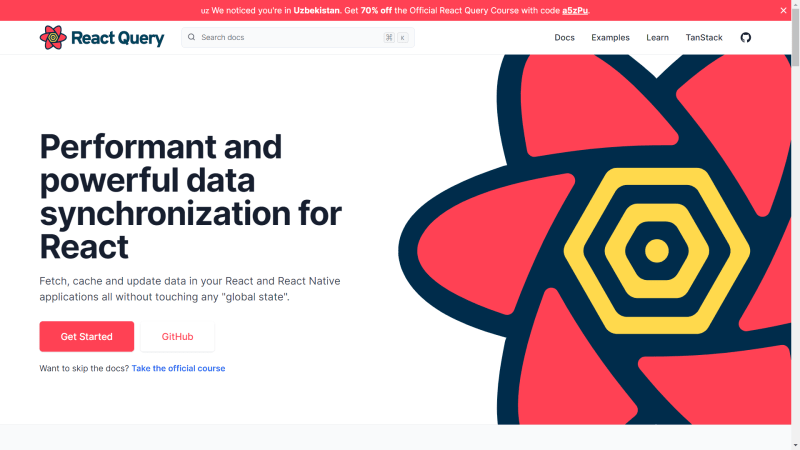 uz We noticed you're in Uzbekistan. Get 70% off the Official React Query Course with code a5zPu.
React Query
Search docs
⌘ K
Docs
Examples
Learn
TanStack
Performant and
powerful data
synchronization for
React
Fetch, cache and update data in your React and React Native
applications all without touching any "global state".
Get Started
GitHub
Want to skip the docs? Take the official course